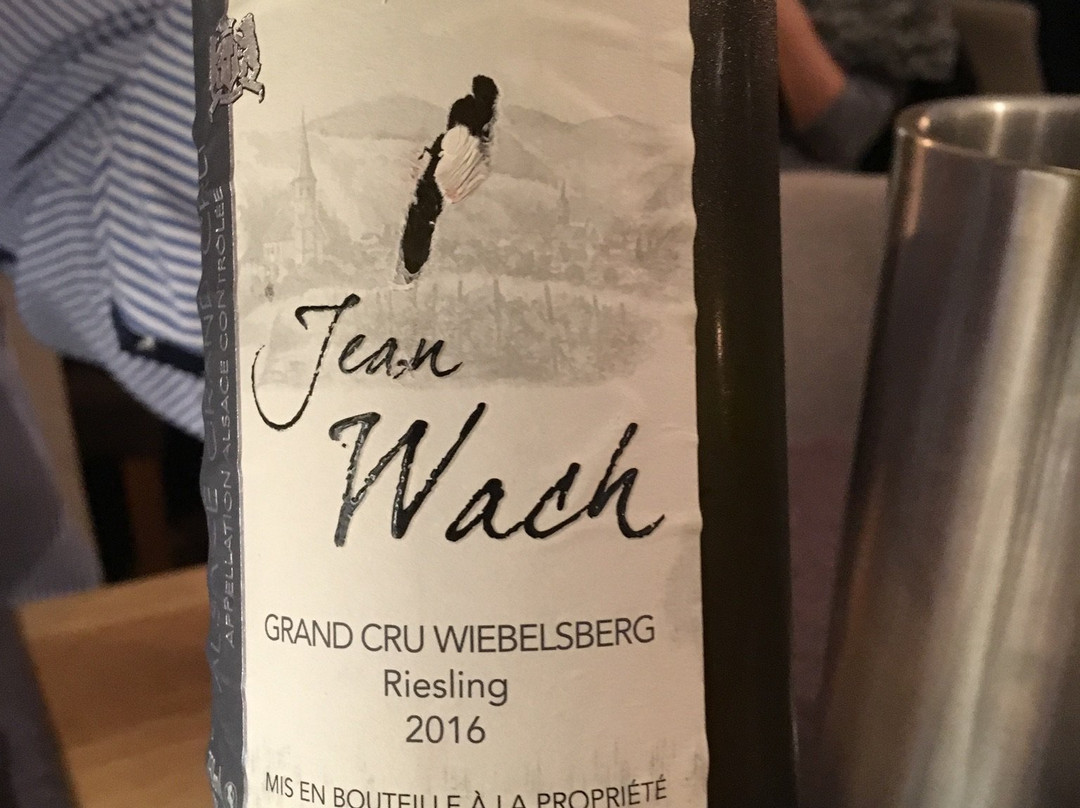 Jean
Wach
GRAND CRU WIEBELSBERG
Riesling
2016
MIS EN BOUTEILLE À LA PROPRIÉTÉ
APPELLATION ALSACE CONTRÔLÉE